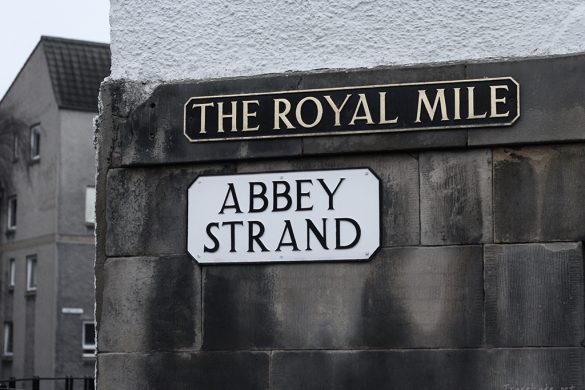 THE ROYAL MILE
ABBEY
STRAND